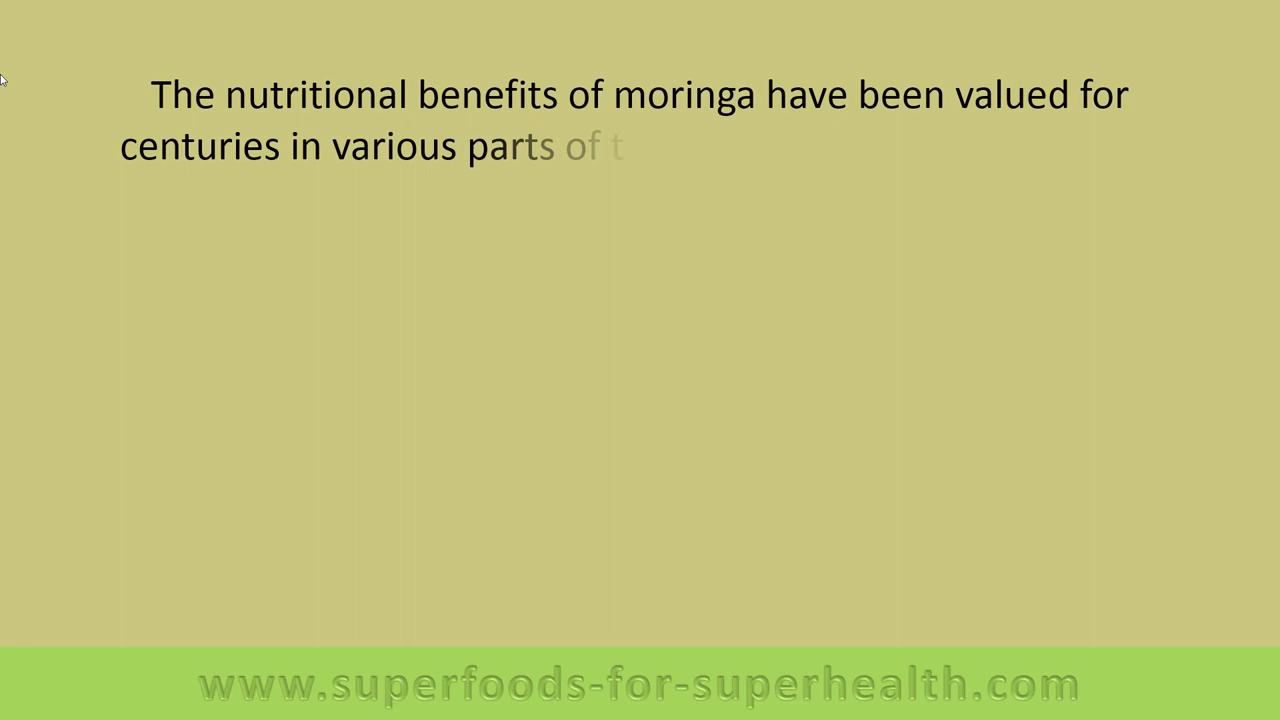 The nutritional benefits of moringa have been valued for
centuries in various parts of t
www.superfoods-for-superhealth.com